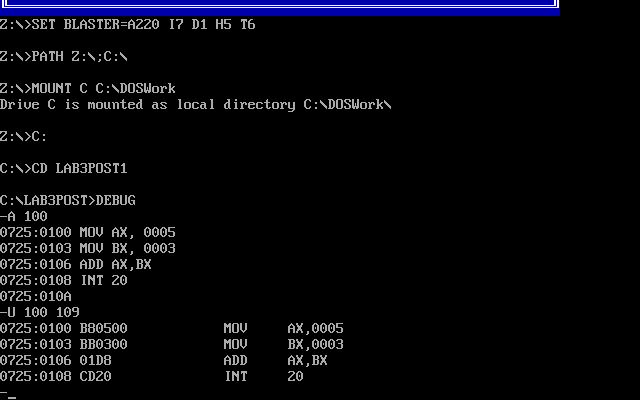 Z:\>SET BLASTER=A220 I7 D1 H5 T6
Z:\>PATH Z:\;C:\
Z:\>MOUNT C C:\DOSWork
Drive C is mounted as local directory C:\DOSWork\
Z:\>C:
C:\>CD LAB3POST1
C:\LAB3POST>DEBUG
-A 100
0725:0100 MOV AX, 0005
0725:0103 MOV BX, 0003
0725:0106 ADD AX,BX
0725:0108 INT 20
0725:010A
-U 100 109
0725:0100 B80500 MOV AX,0005
0725:0103 BB0300 MOV BX,0003
0725:0106 01D8 ADD AX,BX
0725:0108 CD20 INT 20
-_